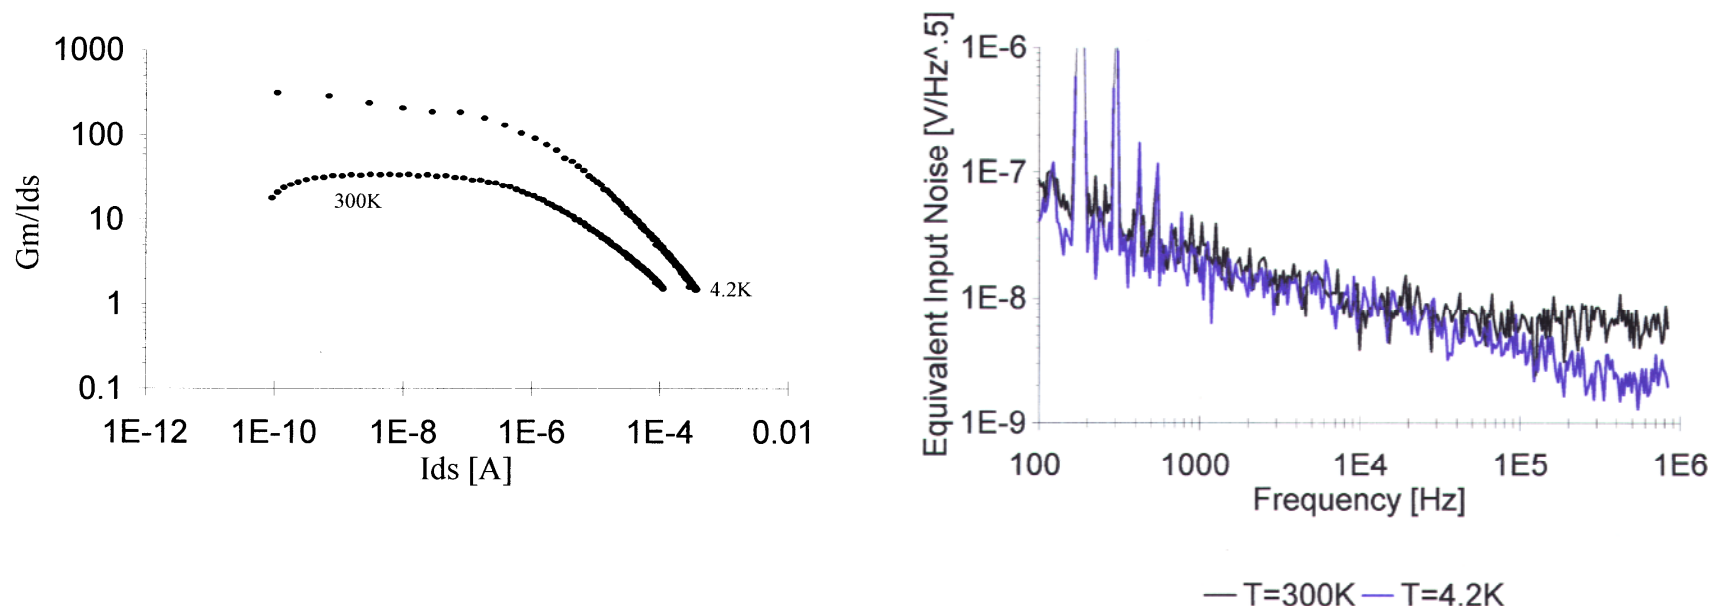 1000
100
10
1
0.1
Gm/Ids
300K
4.2K
1E-12 1E-10 1E-8 1E-6 1E-4 0.01
Ids [A]
Equivalent Input Noise [V/Hz^.5]
1E-6
1E-7
1E-8
1E-9
100 1000 1E4 1E5 1E6
Frequency [Hz]
T=300K T=4.2K